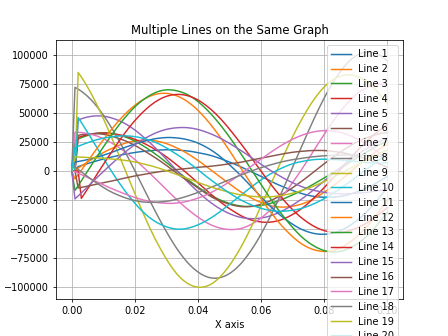 Multiple Lines on the Same Graph
100000
75000
50000
25000
0
−25000
−50000
−75000
−100000
0.00
0.02
0.04
0.06
0.08
0.10
X axis
Line 1
Line 2
Line 3
Line 4
Line 5
Line 6
Line 7
Line 8
Line 9
Line 10
Line 11
Line 12
Line 13
Line 14
Line 15
Line 16
Line 17
Line 18
Line 19
Line 20